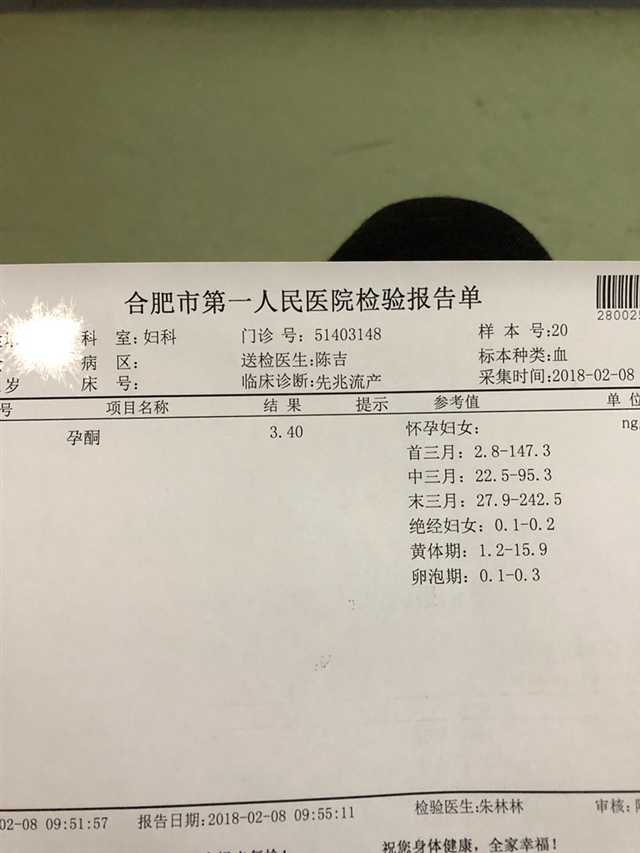 合肥市第一人民医院检验报告单
280025
科 室:妇科 门诊 号: 51403148 样 本 号:20
病 区: 送检医生:陈吉 标本种类:血
岁 床 号: 临床诊断:先兆流产 采集时间:2018-02-08
号 项目名称 结 果 提示 参考值 单 位
孕酮 3.40 怀孕妇女: ng
首三月: 2.8-147.3
中三月: 22.5-95.3
末三月: 27.9-242.5
绝经妇女: 0.1-0.2
黄体期: 1.2-15.9
卵泡期: 0.1-0.3
02-08 09:51:57 报告日期:2018-02-08 09:55:11 检验医生:朱林林 审核:
祝您身体健康，全家幸福!